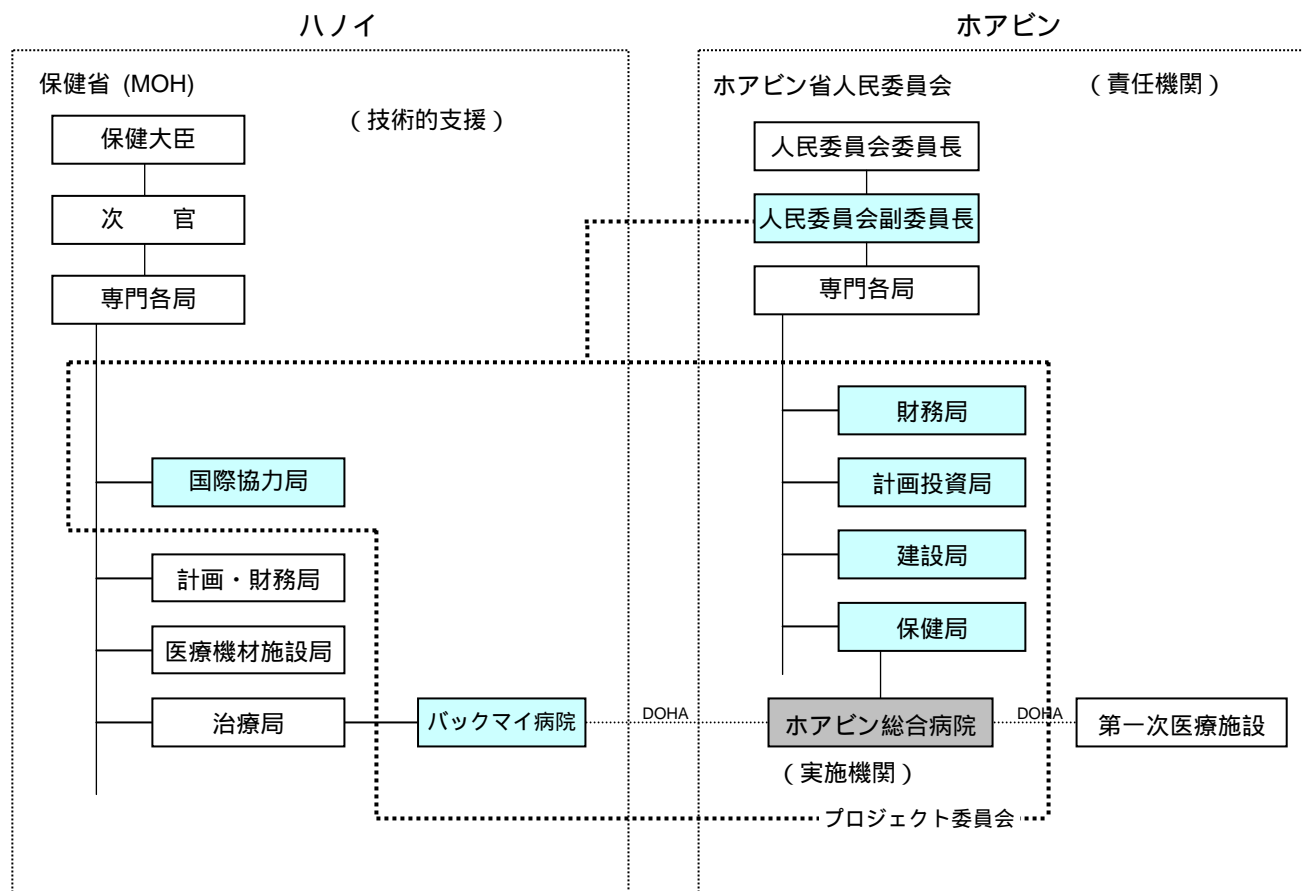 ハノイ
ホアビン
保健省 (MOH)
（技術的支援）
保健大臣
次　　官
専門各局
国際協力局
計画・財務局
医療機材施設局
治療局
バックマイ病院
DOHA
ホアビン省人民委員会
（責任機関）
人民委員会委員長
人民委員会副委員長
専門各局
財務局
計画投資局
建設局
保健局
ホアビン総合病院
（実施機関）
DOHA
第一次医療施設
プロジェクト委員会